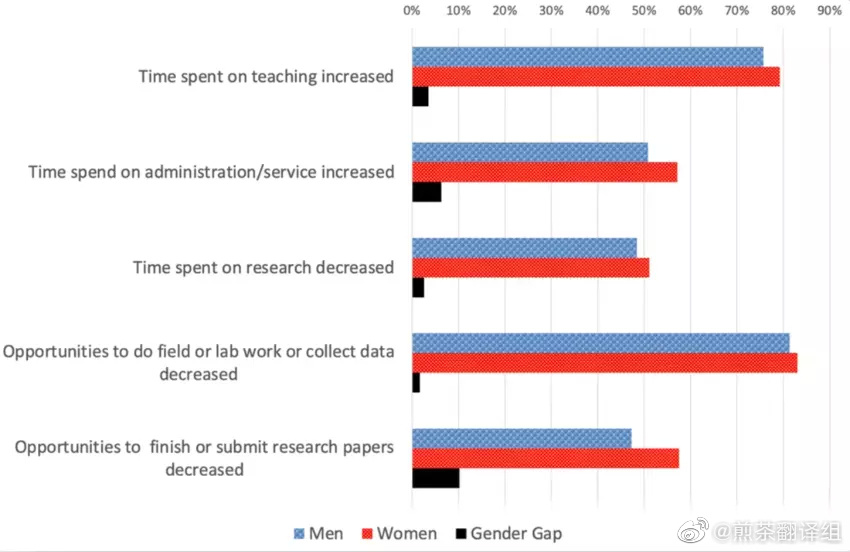 0% 10% 20% 30% 40% 50% 60% 70% 80% 90%
Time spent on teaching increased
Time spend on administration/service increased
Time spent on research decreased
Opportunities to do field or lab work or collect data
decreased
Opportunities to finish or submit research papers
decreased
Men Women Gender Gap
@煎茶翻译组